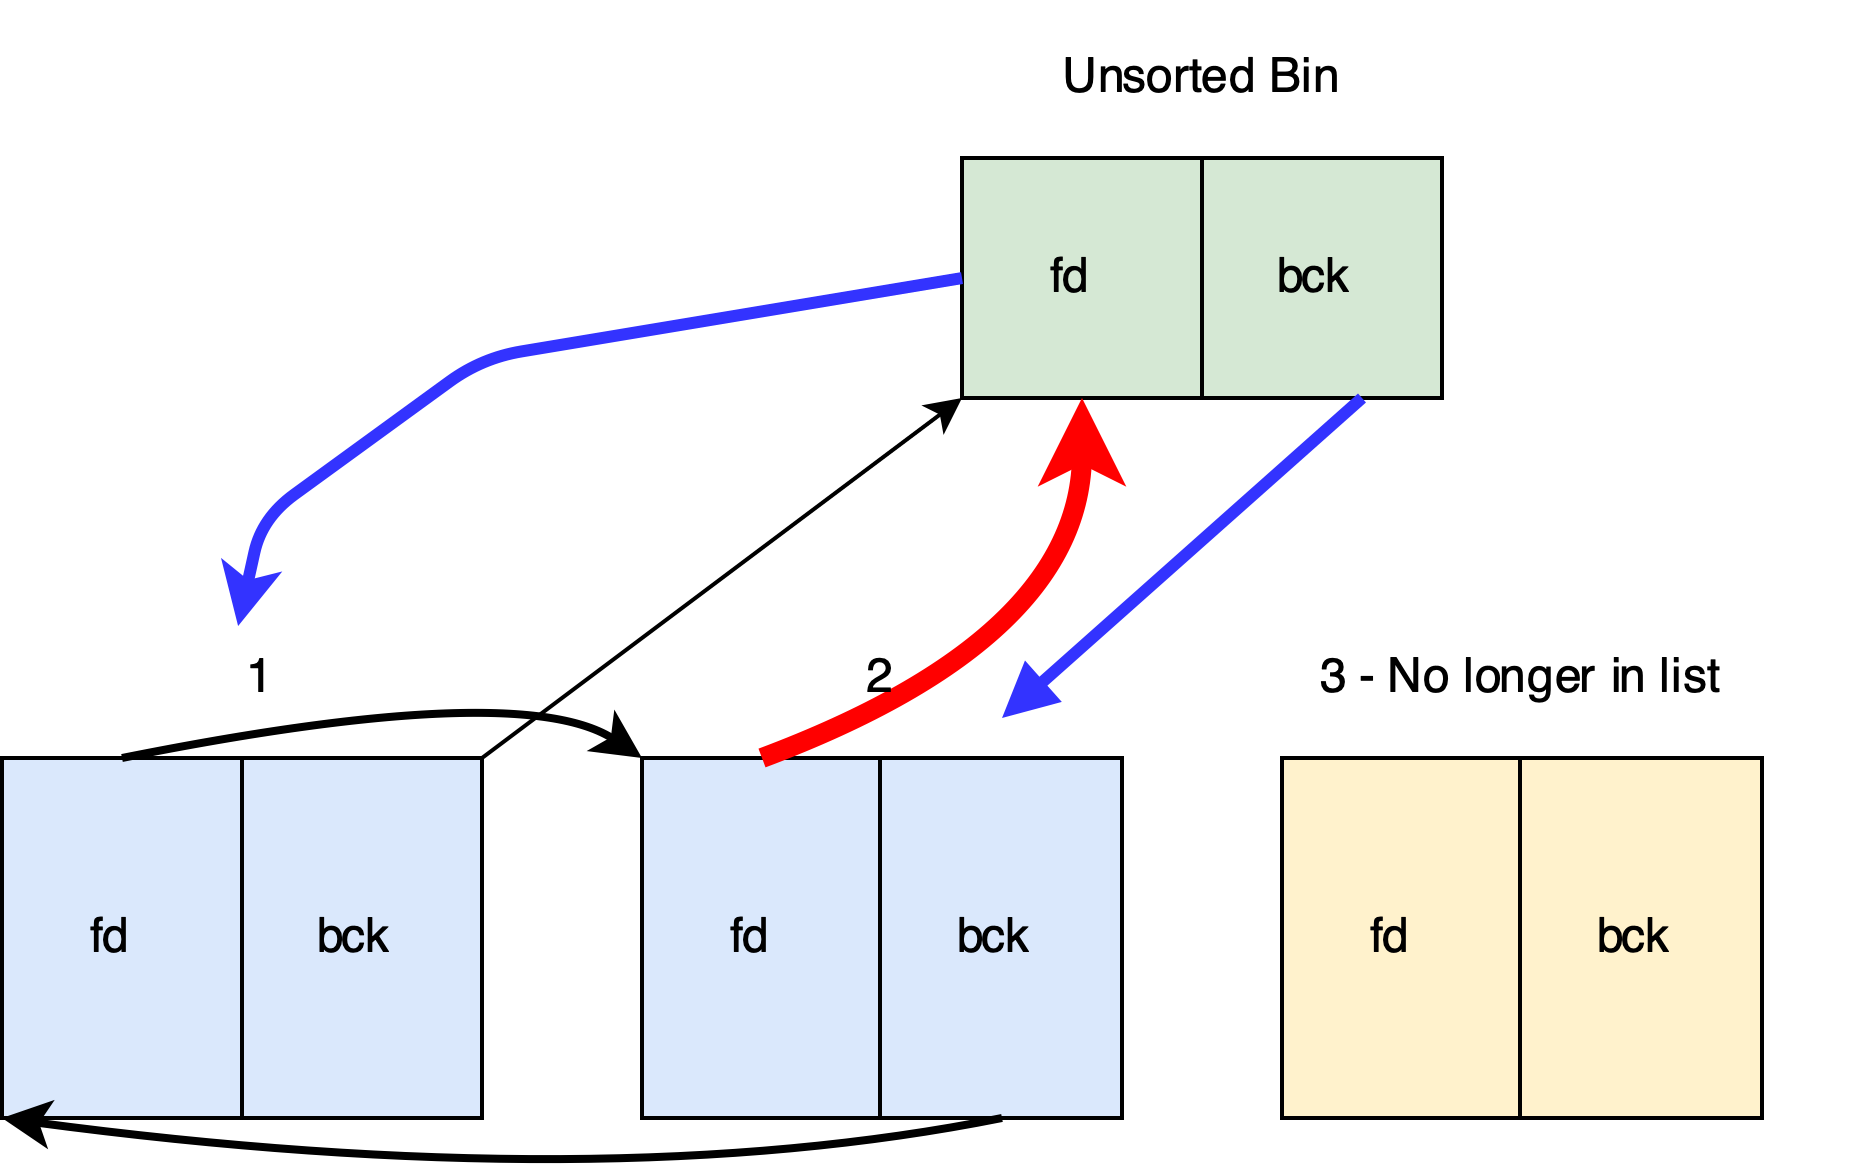 Unsorted Bin
fd
bck
1
2
3 - No longer in list
fd
bck
fd
bck
fd
bck